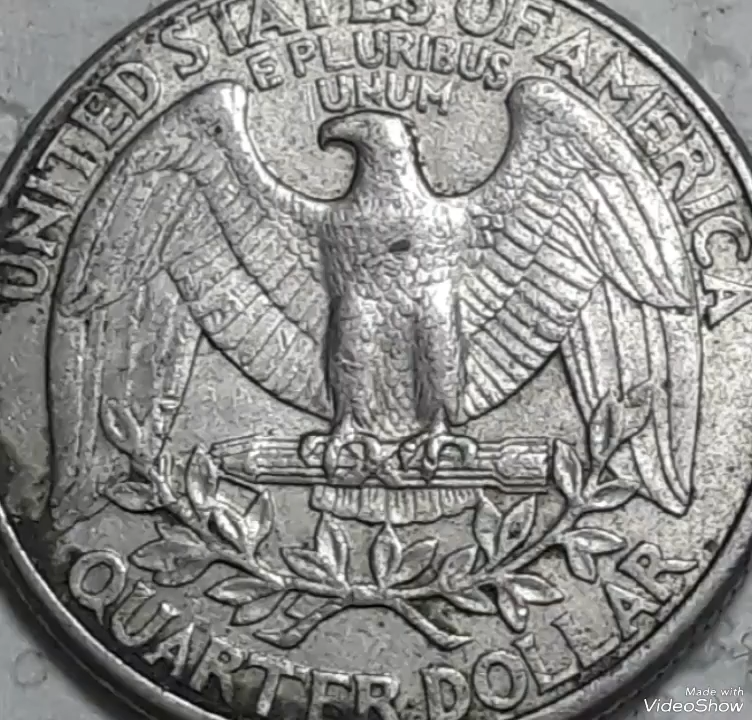 UNITED STATES OF AMERICA
E PLURIBUS
UNUM
QUARTER DOLLAR
Made with
VideoShow